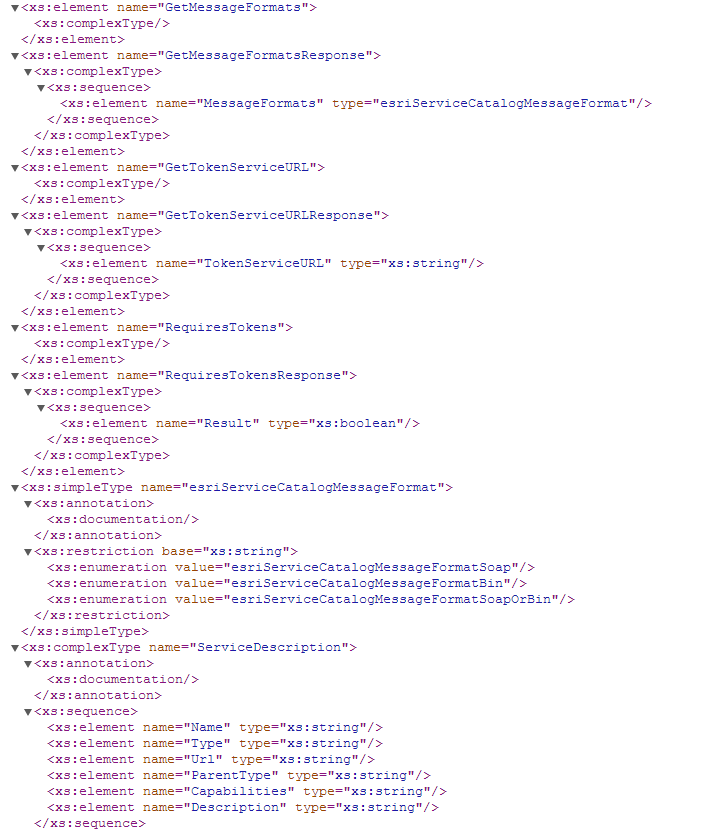 ▼<xs:element name="GetMessageFormats">
<xs:complexType/>
</xs:element>
▼<xs:element name="GetMessageFormatsResponse">
▼<xs:complexType>
▼<xs:sequence>
<xs:element name="MessageFormats" type="esriServiceCatalogMessageFormat"/>
</xs:sequence>
</xs:complexType>
</xs:element>
▼<xs:element name="GetTokenServiceURL">
<xs:complexType/>
</xs:element>
▼<xs:element name="GetTokenServiceURLResponse">
▼<xs:complexType>
▼<xs:sequence>
<xs:element name="TokenServiceURL" type="xs:string"/>
</xs:sequence>
</xs:complexType>
</xs:element>
▼<xs:element name="RequiresTokens">
<xs:complexType/>
</xs:element>
▼<xs:element name="RequiresTokensResponse">
▼<xs:complexType>
▼<xs:sequence>
<xs:element name="Result" type="xs:boolean"/>
</xs:sequence>
</xs:complexType>
</xs:element>
▼<xs:simpleType name="esriServiceCatalogMessageFormat">
▼<xs:annotation>
<xs:documentation/>
</xs:annotation>
▼<xs:restriction base="xs:string">
<xs:enumeration value="esriServiceCatalogMessageFormatSoap"/>
<xs:enumeration value="esriServiceCatalogMessageFormatBin"/>
<xs:enumeration value="esriServiceCatalogMessageFormatSoapOrBin"/>
</xs:restriction>
</xs:simpleType>
▼<xs:complexType name="ServiceDescription">
▼<xs:annotation>
<xs:documentation/>
</xs:annotation>
▼<xs:sequence>
<xs:element name="Name" type="xs:string"/>
<xs:element name="Type" type="xs:string"/>
<xs:element name="Url" type="xs:string"/>
<xs:element name="ParentType" type="xs:string"/>
<xs:element name="Capabilities" type="xs:string"/>
<xs:element name="Description" type="xs:string"/>
</xs:sequence>